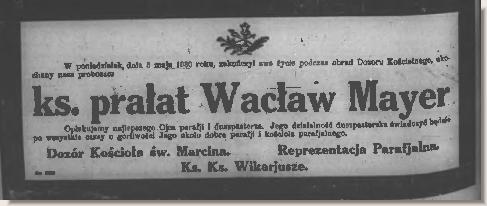 W poniedziałek, dnia 5 maja 1930 roku, zakończył swe życie podczas obrad Dozoru Kościelnego, uko-
chany nasz proboszcz
ks. prałat Wacław Mayer
Opłakujemy najlepszego Ojca parafji i duszpasterza. Jego działalność duszpasterska świadczyć będzie
po wszystkie czasy o gorliwości Jego około dobra parafji i kościoła parafjalnego.
Dozór Kościoła św. Marcina. Reprezentacja Parafjalna.
Ks. Ks. Wikarjusze.